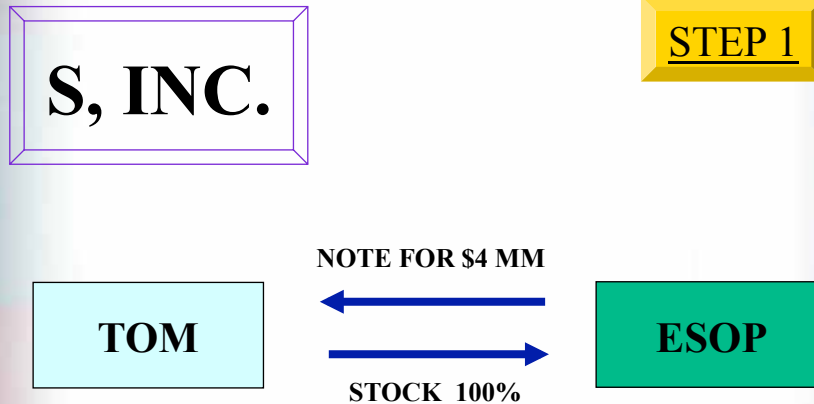 S, INC.
STEP 1
NOTE FOR $4 MM
TOM
ESOP
STOCK 100%